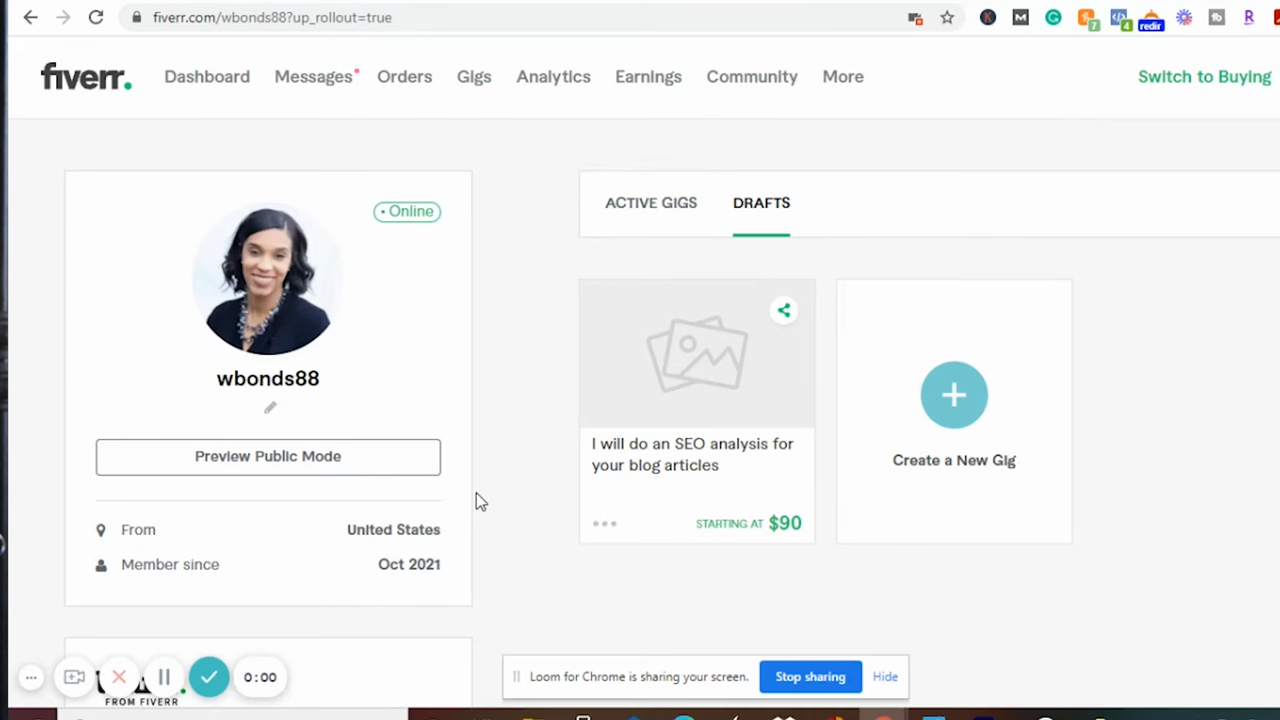 fiverr.com/wbonds88?up_rollout=true
7
4
redir
fiverr.
Dashboard Messages Orders Gigs Analytics Earnings Community More
Switch to Buying
• Online
wbonds88
Preview Public Mode
From United States
Member since Oct 2021
ACTIVE GIGS DRAFTS
I will do an SEO analysis for
your blog articles
STARTING AT $90
Create a New Gig
0:00
FROM FIVERR
Loom for Chrome is sharing your screen. Stop sharing Hide